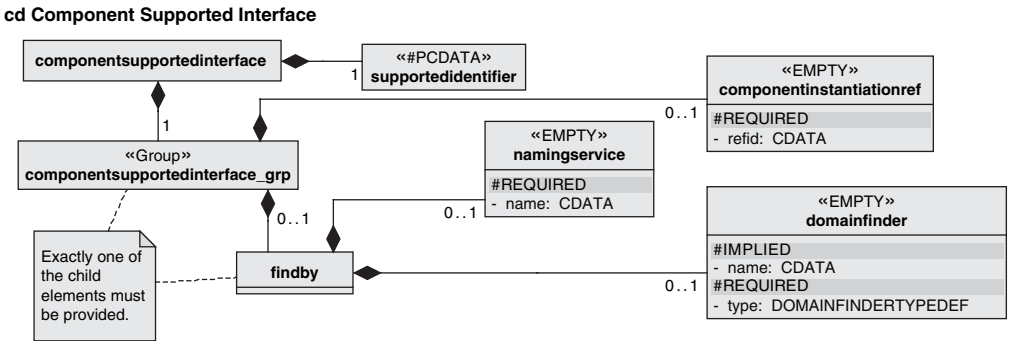 cd Component Supported Interface
componentsupportedinterface
1
«#PCDATA»
supportedidentifier
1
«Group»
componentsupportedinterface_grp
0..1
«EMPTY»
componentinstantiationref
#REQUIRED
- refid: CDATA
«EMPTY»
namingservice
#REQUIRED
- name: CDATA
0..1
0..1
findby
Exactly one of
the child
elements must
be provided.
0..1
«EMPTY»
domainfinder
#IMPLIED
- name: CDATA
#REQUIRED
- type: DOMAINFINDERTYPEDEF